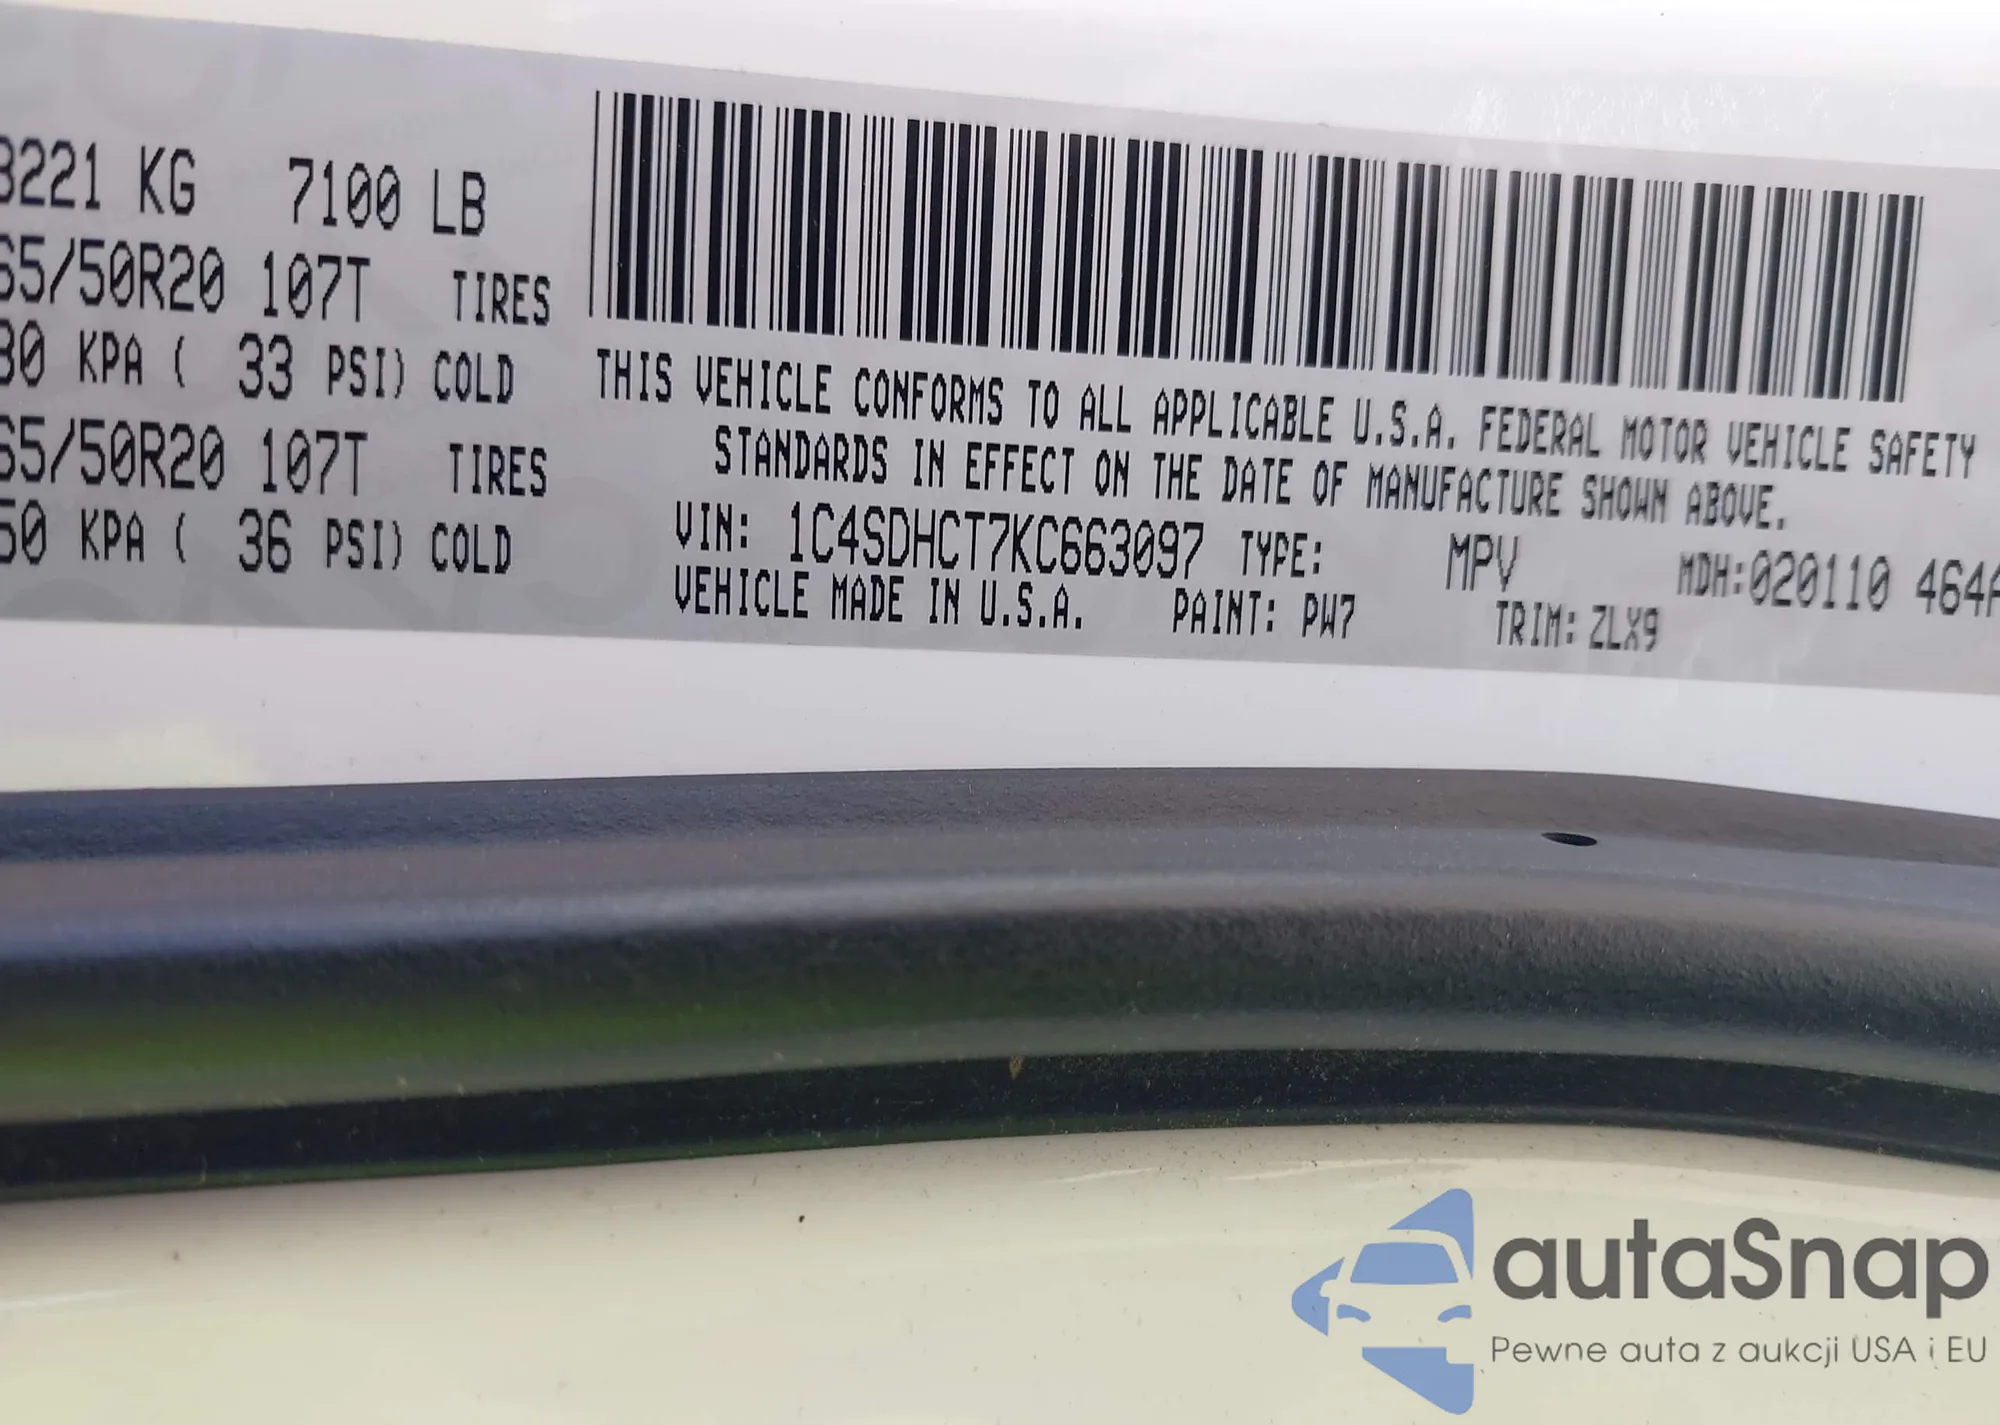 3221 KG 7100 LB
65/50R20 107T TIRES
30 KPA ( 33 PSI) COLD
65/50R20 107T TIRES
50 KPA ( 36 PSI) COLD
THIS VEHICLE CONFORMS TO ALL APPLICABLE U.S.A. FEDERAL MOTOR VEHICLE SAFETY
STANDARDS IN EFFECT ON THE DATE OF MANUFACTURE SHOWN ABOVE.
VIN: 1C4SDHCT7KC663097 TYPE: MPV MDH:020110 464A
VEHICLE MADE IN U.S.A. PAINT: PW7 TRIM: ZLX9
autaSnap
Pewne auta z aukcji USA i EU